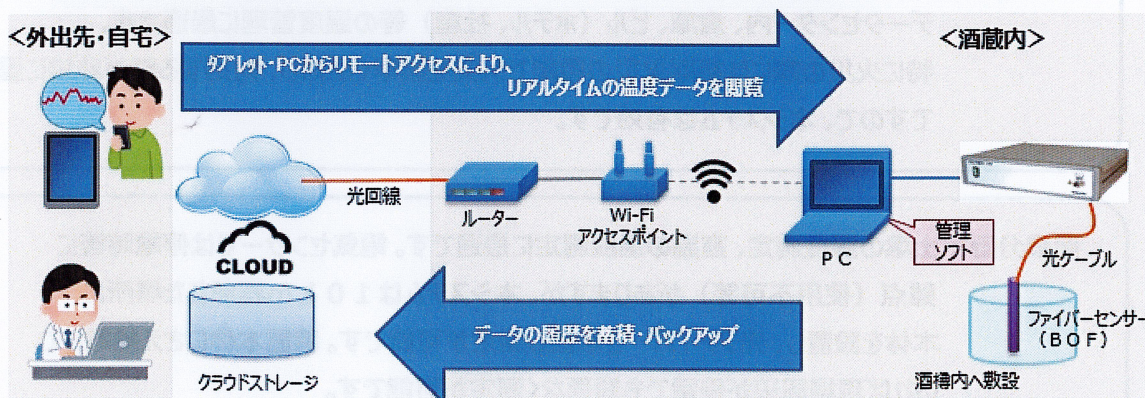 <外出先・自宅>
<酒蔵内>
タブレット・PCからリモートアクセスにより、
リアルタイムの温度データを閲覧
光回線
ルーター
Wi-Fi
アクセスポイント
PC
管理
ソフト
光ケーブル
CLOUD
ファイバーセンサー
(BOF)
データの履歴を蓄積・バックアップ
クラウドストレージ
酒樽内へ敷設